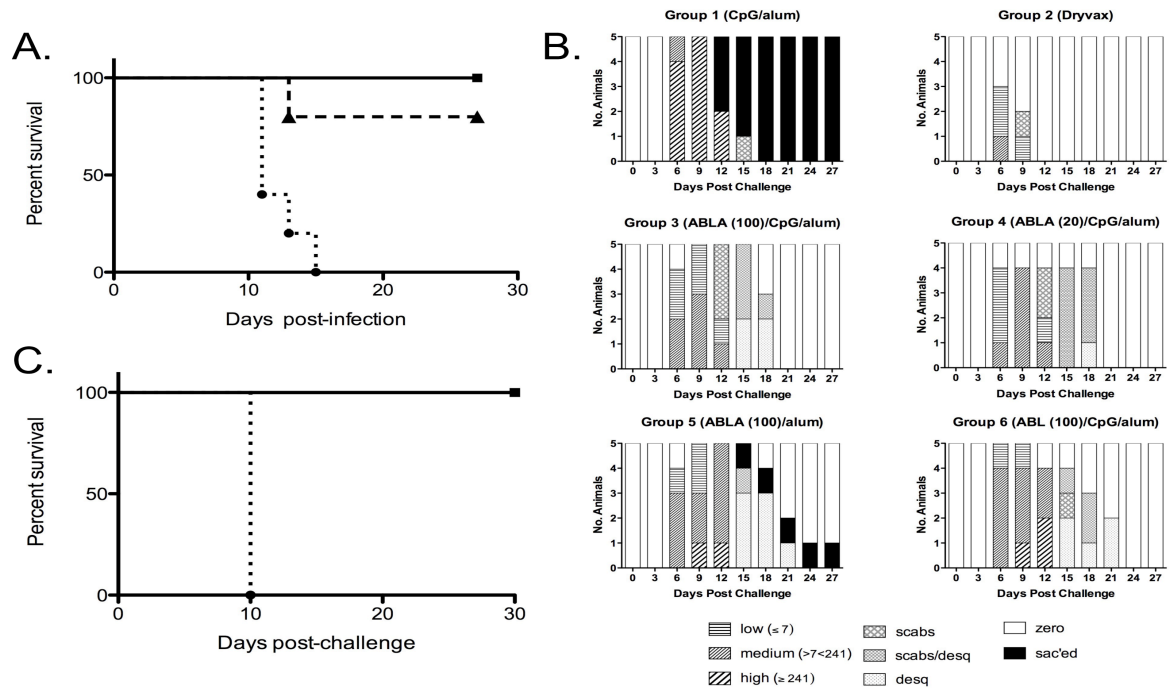 A.
100
50
0
Percent survival
0 10 20 30
Days post-infection
B.
Group 1 (CpG/alum)
5
4
3
2
1
0
No. Animals
0 3 6 9 12 15 18 21 24 27
Days Post Challenge
Group 2 (Dryvax)
5
4
3
2
1
0
No. Animals
0 3 6 9 12 15 18 21 24 27
Days Post Challenge
Group 3 (ABLA (100)/CpG/alum)
5
4
3
2
1
0
No. Animals
0 3 6 9 12 15 18 21 24 27
Days Post Challenge
Group 4 (ABLA (20)/CpG/alum)
5
4
3
2
1
0
No. Animals
0 3 6 9 12 15 18 21 24 27
Days Post Challenge
Group 5 (ABLA (100)/alum)
5
4
3
2
1
0
No. Animals
0 3 6 9 12 15 18 21 24 27
Days Post Challenge
Group 6 (ABL (100)/CpG/alum)
5
4
3
2
1
0
No. Animals
0 3 6 9 12 15 18 21 24 27
Days Post Challenge
low (≤ 7)
medium (>7<241)
high (≥ 241)
scabs
scabs/desq
desq
zero
sac'ed
C.
100
50
0
Percent survival
0 10 20 30
Days post-challenge